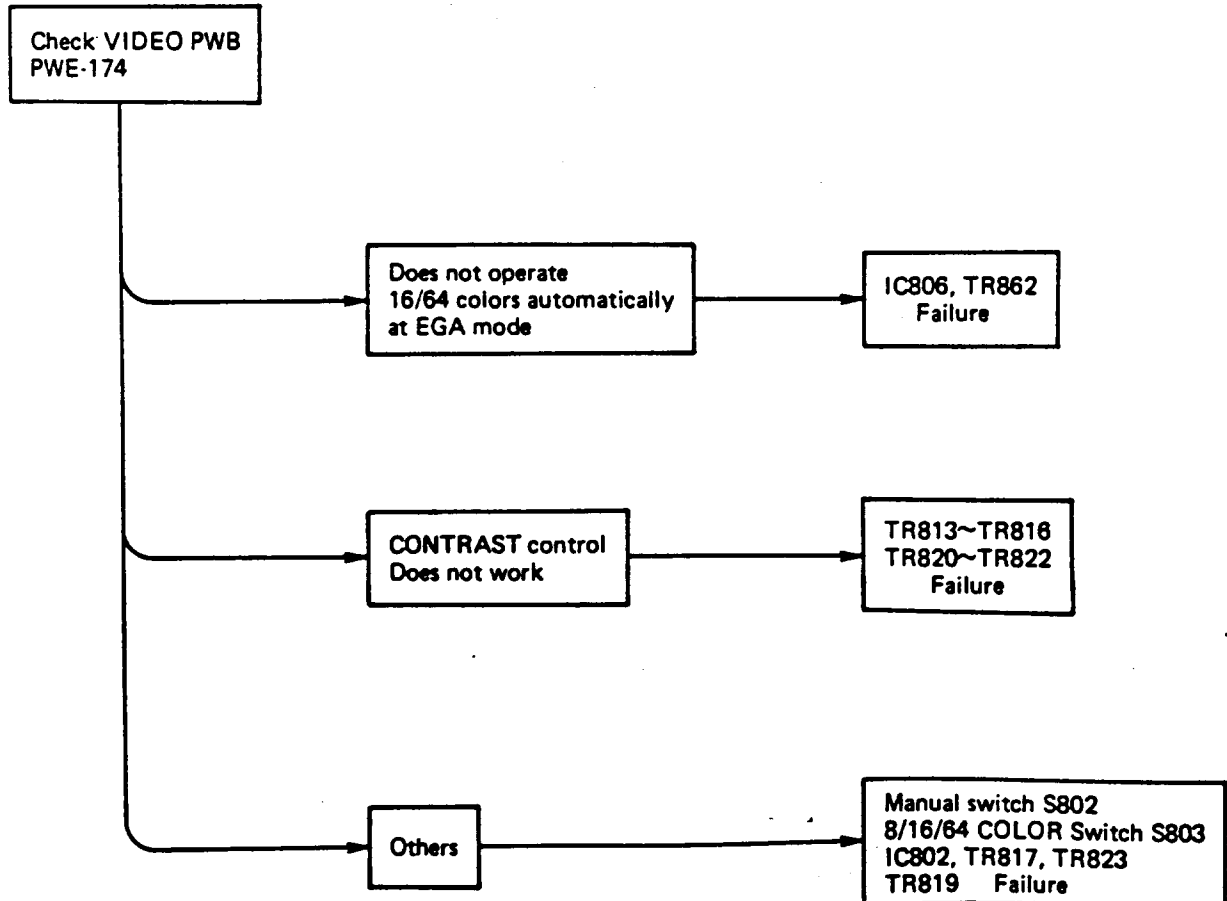 Check VIDEO PWB
PWE-174
Does not operate
16/64 colors automatically
at EGA mode
IC806, TR862
Failure
CONTRAST control
Does not work
TR813~TR816
TR820~TR822
Failure
Others
Manual switch S802
8/16/64 COLOR Switch S803
IC802, TR817, TR823
TR819 Failure